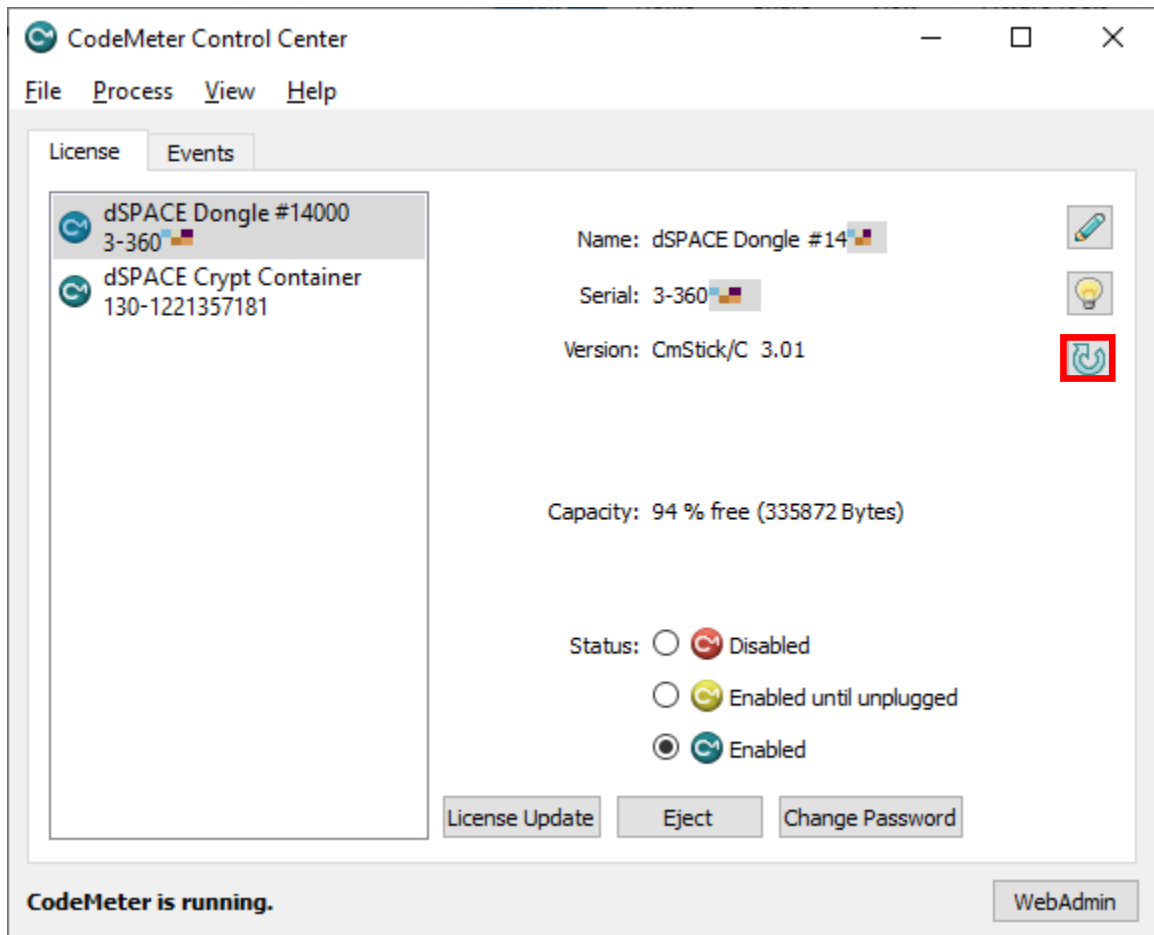 CodeMeter Control Center
File Process View Help
License Events
dSPACE Dongle #14000
3-360
dSPACE Crypt Container
130-1221357181
Name: dSPACE Dongle #14
Serial: 3-360
Version: CmStick/C 3.01
Capacity: 94 % free (335872 Bytes)
Status: Disabled
Enabled until unplugged
Enabled
License Update Eject Change Password
CodeMeter is running. WebAdmin